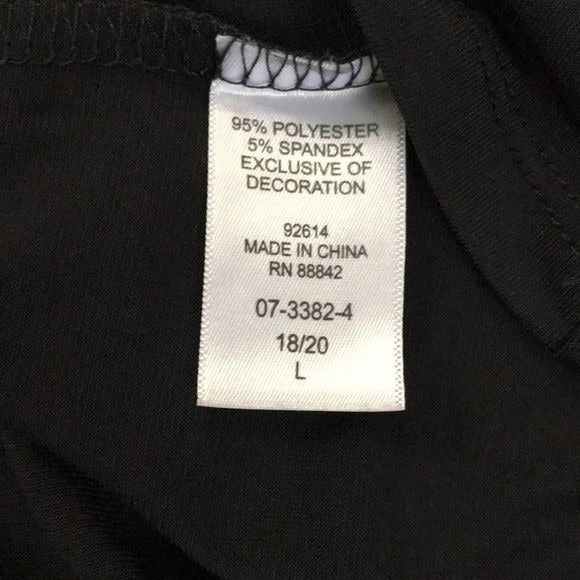 95% POLYESTER
5% SPANDEX
EXCLUSIVE OF
DECORATION
92614
MADE IN CHINA
RN 88842
07-3382-4
18/20
L